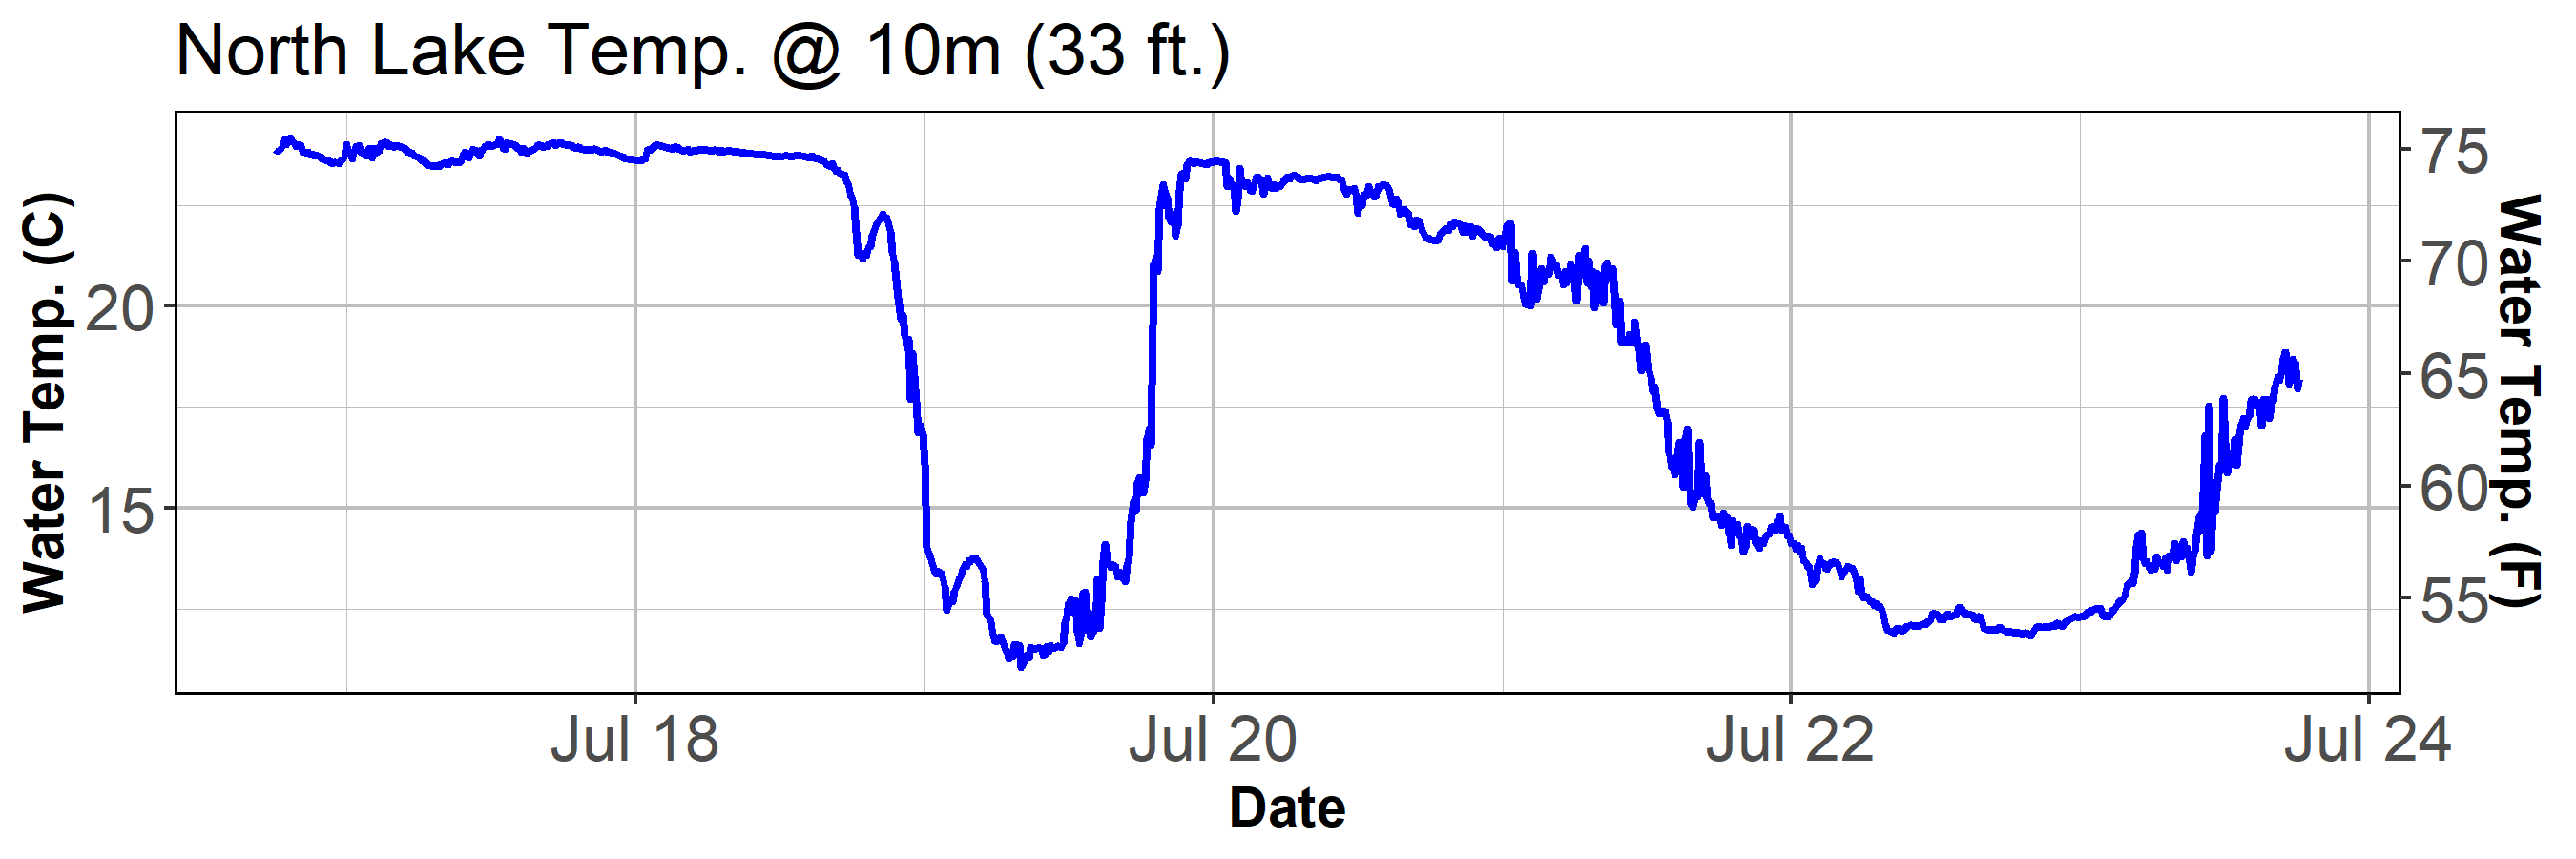 North Lake Temp. @ 10m (33 ft.)
Water Temp. (C)
20
15
75
70
65
60
55
Water Temp. (F)
Jul 18
Jul 20
Jul 22
Jul 24
Date